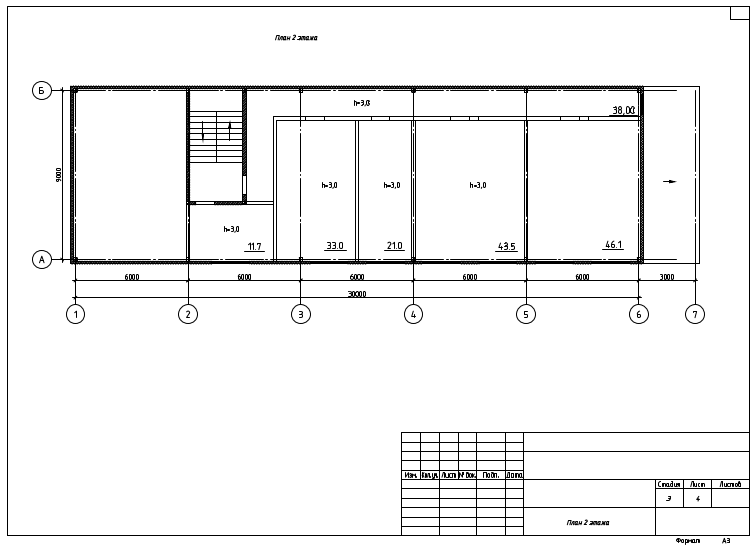 План 2 этажа
Б
h=3,0
38,00
9000
h=3,0
h=3,0
h=3,0
h=3,0
11.7
33.0
21.0
43.5
46.1
А
6000
6000
6000
6000
6000
3000
30000
1
2
3
4
5
6
7
Изм. Кол.уч. Лист № док. Подп. Дата
Стадия Лист Листов
Э 4
План 2 этажа
Формат А3